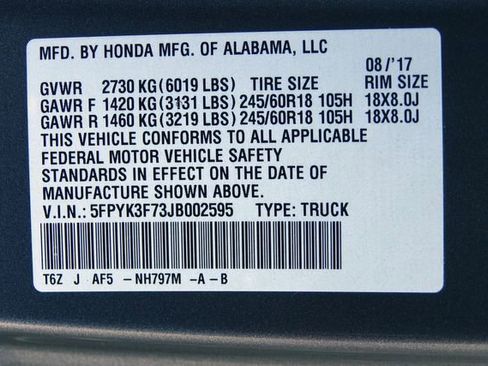 MFD. BY HONDA MFG. OF ALABAMA, LLC
08/'17
GVWR 2730 KG(6019 LBS) TIRE SIZE RIM SIZE
GAWR F 1420 KG(3131 LBS)245/60R18 105H 18X8.0J
GAWR R 1460 KG(3219 LBS)245/60R18 105H 18X8.0J
THIS VEHICLE CONFORMS TO ALL APPLICABLE
FEDERAL MOTOR VEHICLE SAFETY
STANDARDS IN EFFECT ON THE DATE OF
MANUFACTURE SHOWN ABOVE.
V.I.N.: 5FPYK3F73JB002595 TYPE: TRUCK
T6Z J AF5 -NH797M -A-B